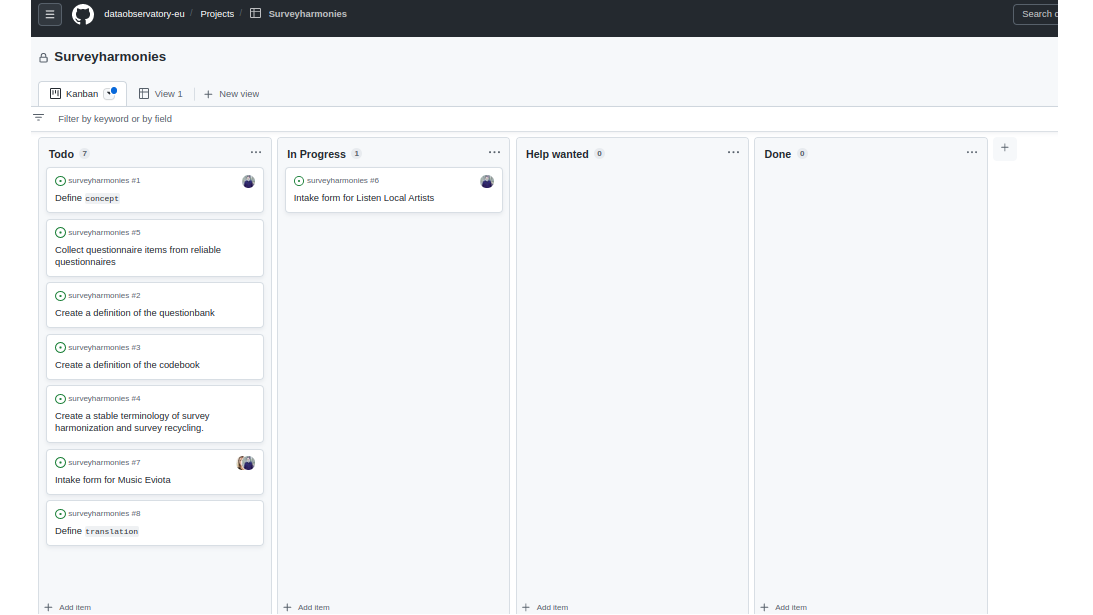 dataobservatory-eu / Projects / Surveyharmonies
Search
Surveyharmonies
Kanban
View 1
New view
Filter by keyword or by field
Todo 7
surveyharmonies #1
Define concept
surveyharmonies #5
Collect questionnaire items from reliable
questionnaires
surveyharmonies #2
Create a definition of the questionbank
surveyharmonies #3
Create a definition of the codebook
surveyharmonies #4
Create a stable terminology of survey
harmonization and survey recycling.
surveyharmonies #7
Intake form for Music Eviota
surveyharmonies #8
Define translation
Add item
In Progress 1
surveyharmonies #6
Intake form for Listen Local Artists
Add item
Help wanted 0
Add item
Done 0
Add item